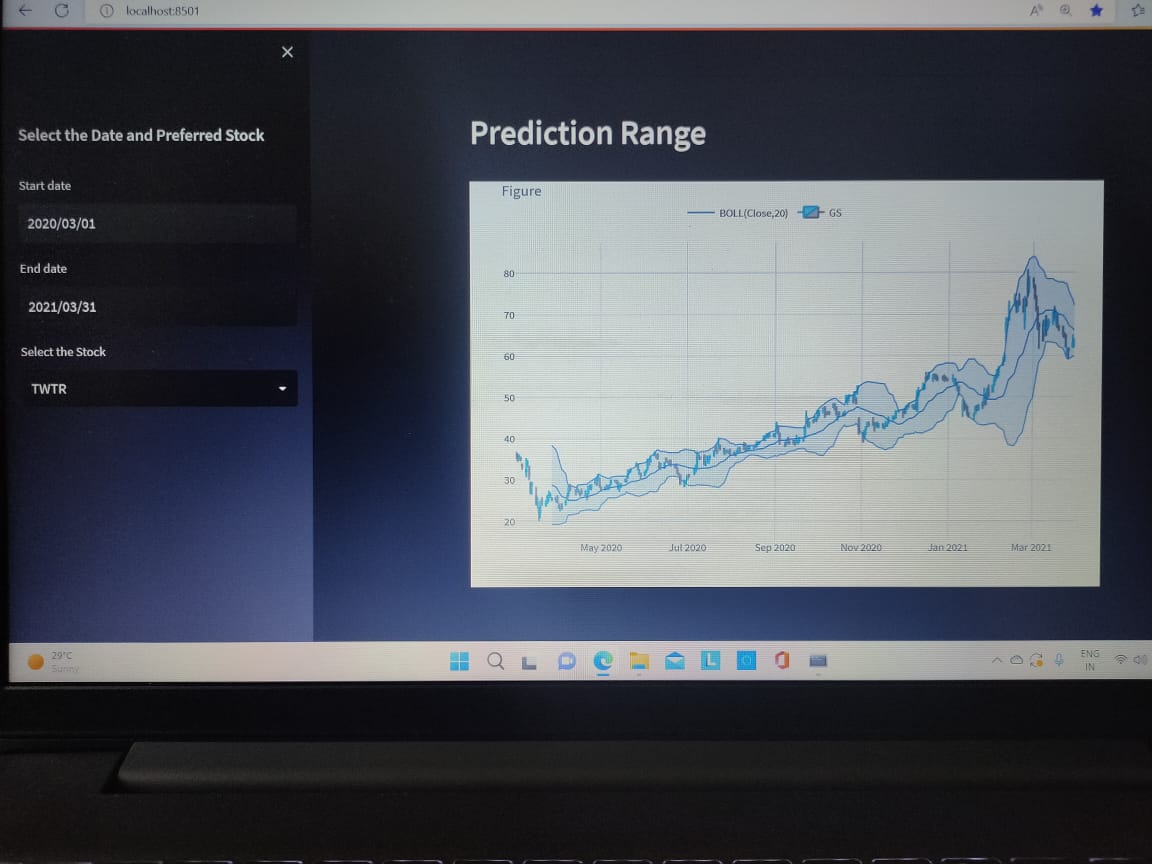 localhost:8501
Select the Date and Preferred Stock
Start date
2020/03/01
End date
2021/03/31
Select the Stock
TWTR
Prediction Range
Figure
BOLL(Close,20) GS
80
70
60
50
40
30
20
May 2020 Jul 2020 Sep 2020 Nov 2020 Jan 2021 Mar 2021
29°C
Sunny
ENG
IN